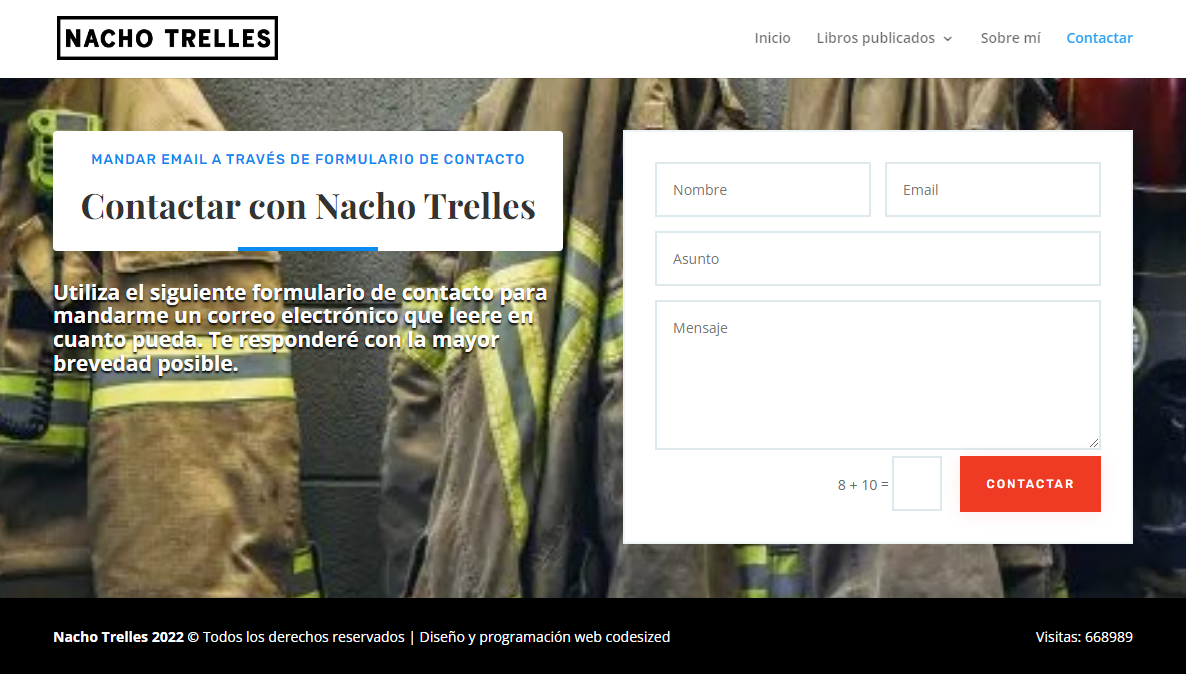 NACHO TRELLES
Inicio
Libros publicados
Sobre mí
Contactar
MANDAR EMAIL A TRAVÉS DE FORMULARIO DE CONTACTO
Contactar con Nacho Trelles
Utiliza el siguiente formulario de contacto para
mandarme un correo electrónico que leere en
cuanto pueda. Te responderé con la mayor
brevedad posible.
Nombre
Email
Asunto
Mensaje
8 + 10 =
CONTACTAR
Nacho Trelles 2022 © Todos los derechos reservados | Diseño y programación web codesized
Visitas: 668989